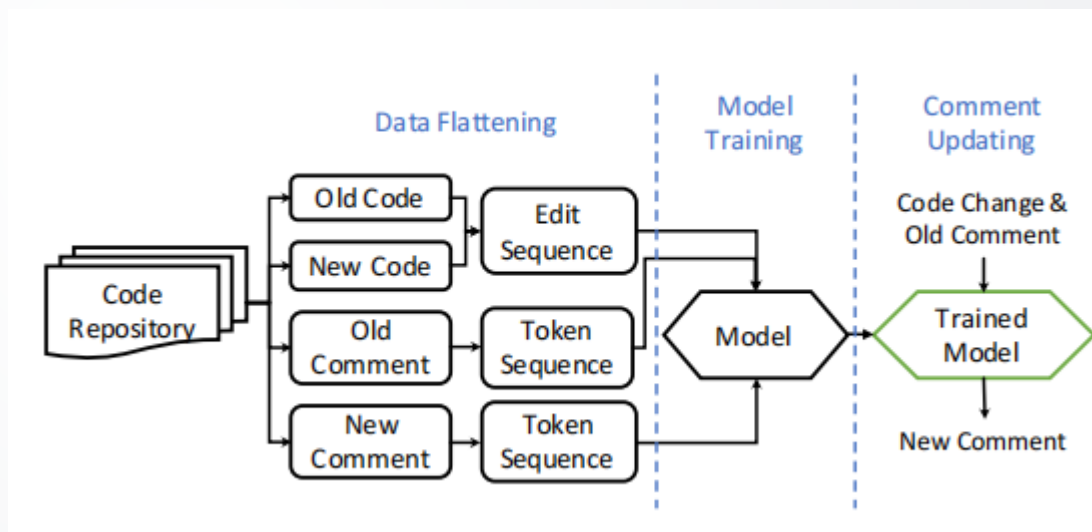 Data Flattening
Model
Training
Comment
Updating
Code
Repository
Old Code
New Code
Old
Comment
New
Comment
Edit
Sequence
Token
Sequence
Token
Sequence
Model
Code Change &
Old Comment
Trained
Model
New Comment